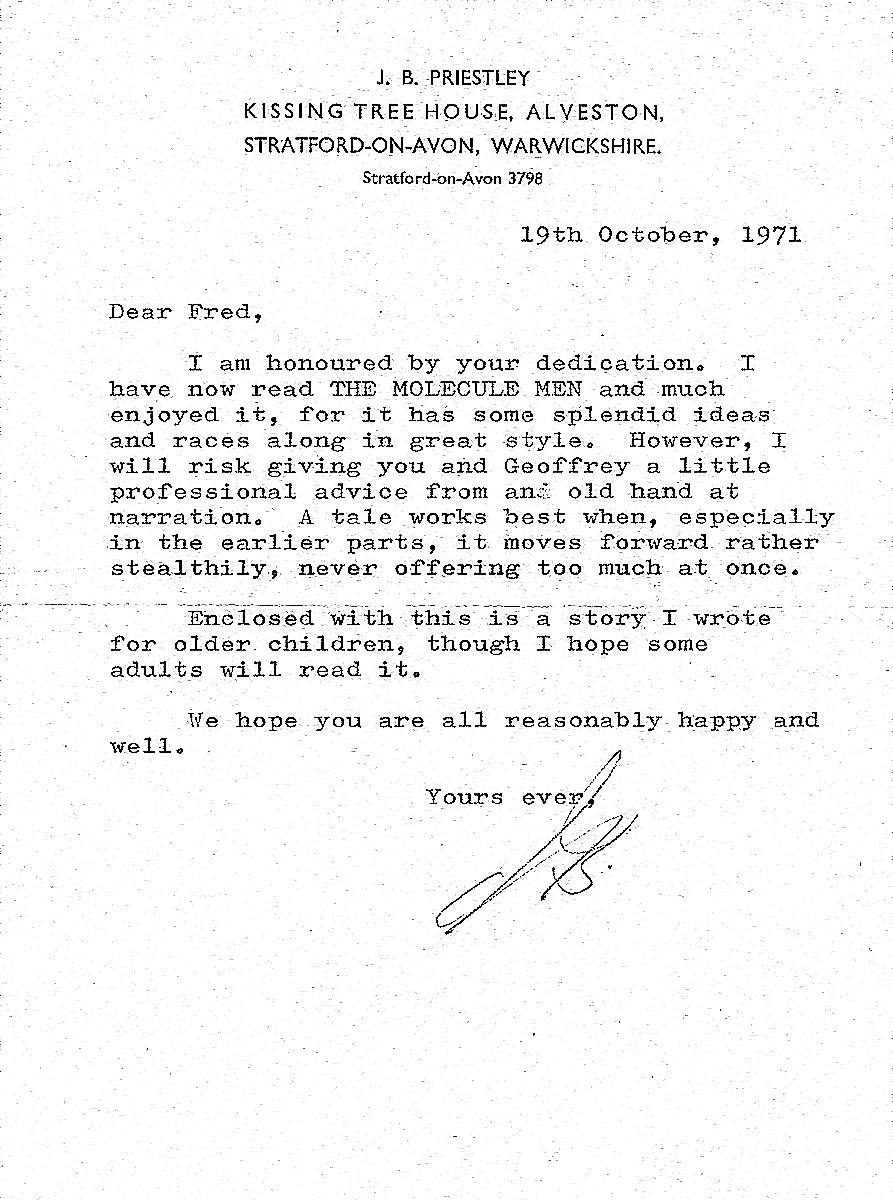 J. B. PRIESTLEY
KISSING TREE HOUSE, ALVESTON,
STRATFORD-ON-AVON, WARWICKSHIRE.
Stratford-on-Avon 3798
19th October, 1971
Dear Fred,
I am honoured by your dedication. I
have now read THE MOLECULE MEN and much
enjoyed it, for it has some splendid ideas
and races along in great style. However, I
will risk giving you and Geoffrey a little
professional advice from an old hand at
narration. A tale works best when, especially
in the earlier parts, it moves forward rather
stealthily, never offering too much at once.
Enclosed with this is a story I wrote
for older children, though I hope some
adults will read it.
We hope you are all reasonably happy and
well.
Yours ever,
J.B.